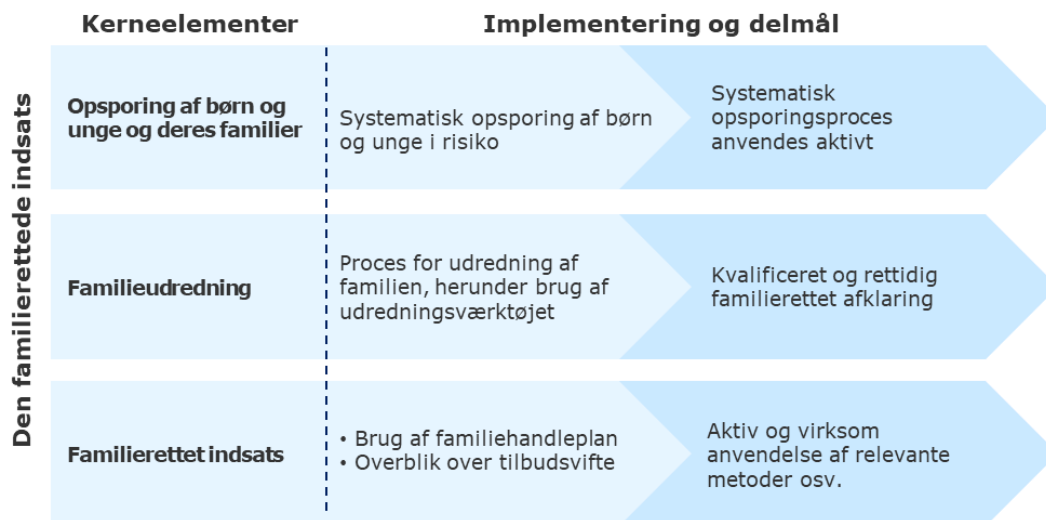 Kerneelementer
Implementering og delmål
Den familierettede indsats
Opsporing af børn og
unge og deres familier
Systematisk opsporing af børn
og unge i risiko
Systematisk
opsporingsproces
anvendes aktivt
Familieudredning
Proces for udredning af
familien, herunder brug af
udredningsværktøjet
Kvalificeret og rettidig
familierettet afklaring
Familierettet indsats
• Brug af familiehandleplan
• Overblik over tilbudsvifte
Aktiv og virksom
anvendelse af relevante
metoder osv.